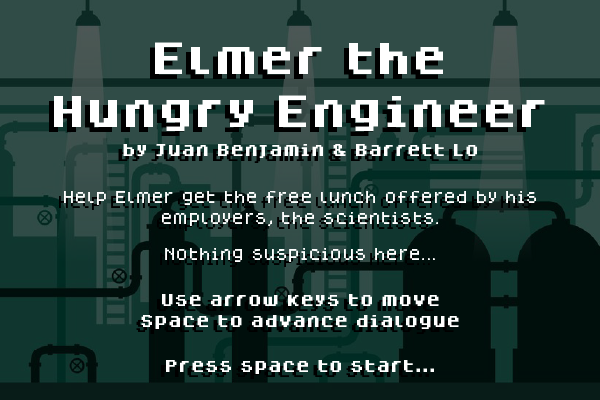 Elmer the
Hungry Engineer
by Juan Benjamin & Barrett Lo
Help Elmer get the free lunch offered by his
employers, the scientists.
Nothing suspicious here...
Use arrow keys to move
Space to advance dialogue
Press space to start...